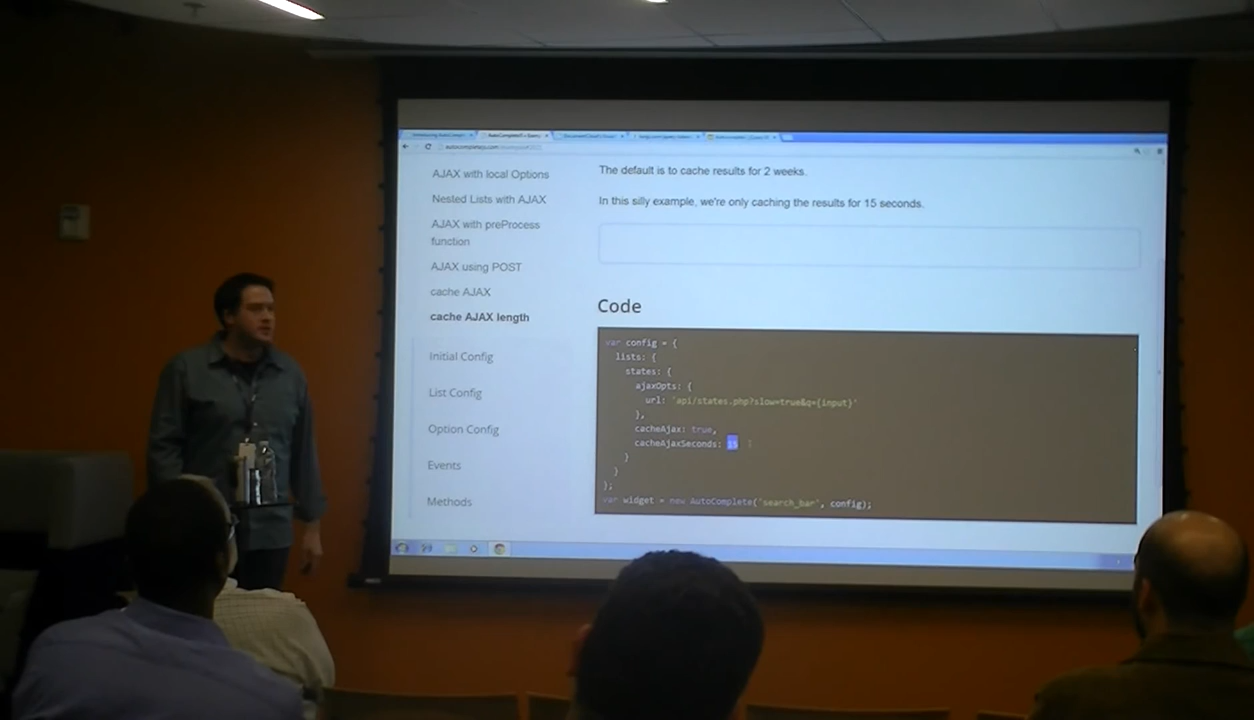 autocompletejs.com
AJAX with local Options
Nested Lists with AJAX
AJAX with preProcess
function
AJAX using POST
cache AJAX
cache AJAX length
Initial Config
List Config
Option Config
Events
Methods
The default is to cache results for 2 weeks.
In this silly example, we're only caching the results for 15 seconds.
Code
var config = {
lists: {
states: {
ajaxOpts: {
url: 'api/states.php?slow=true&q={input}'
},
cacheAjax: true,
cacheAjaxSeconds: 15
}
}
};
var widget = new AutoComplete('search_bar', config);